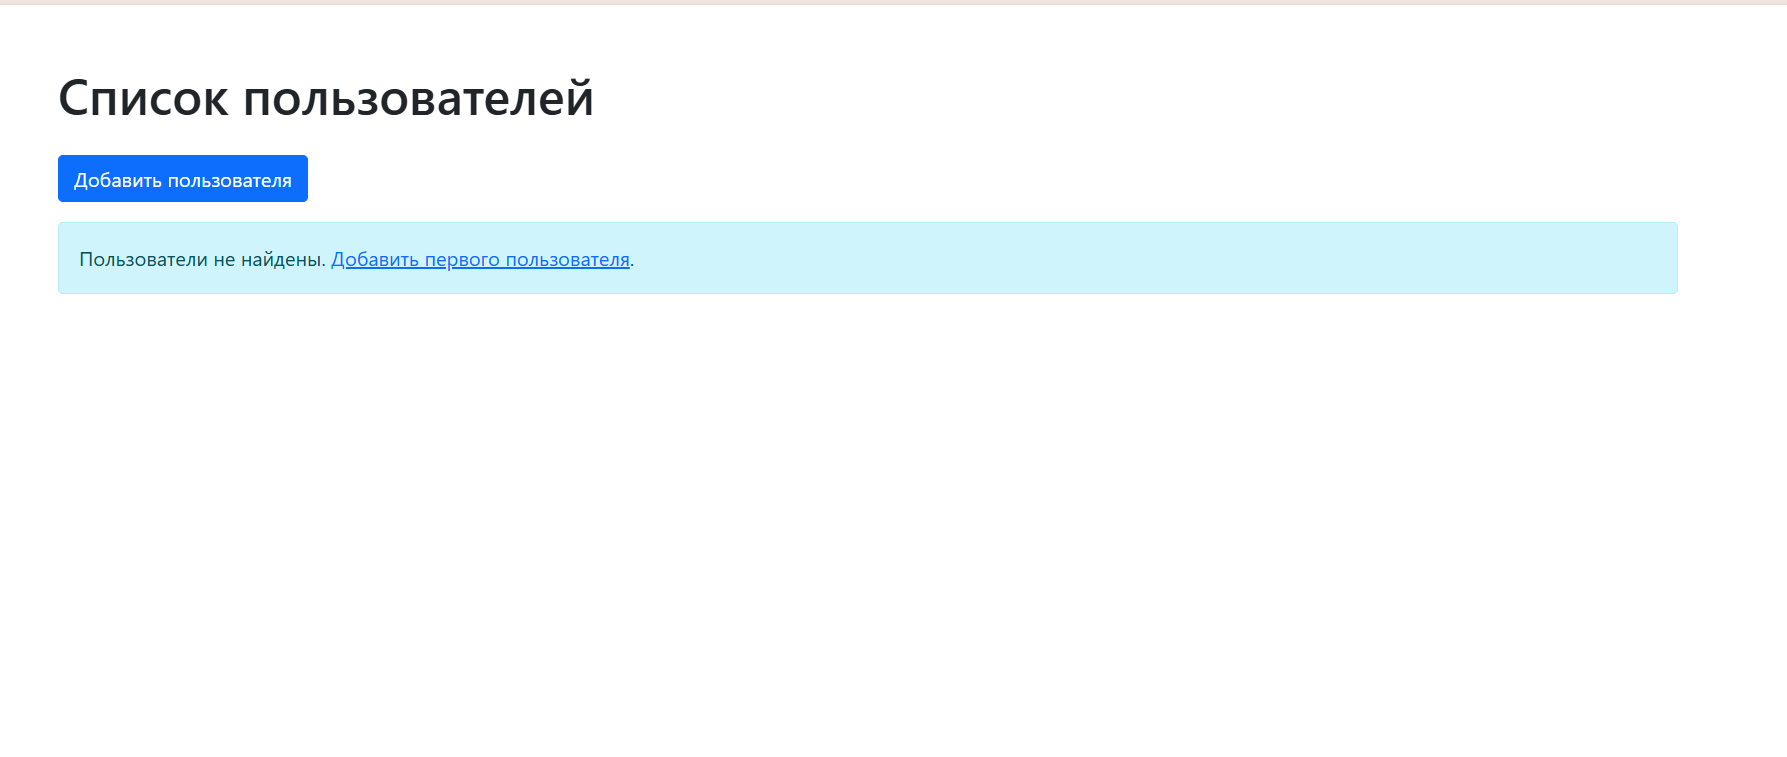 Список пользователей
Добавить пользователя
Пользователи не найдены. Добавить первого пользователя.